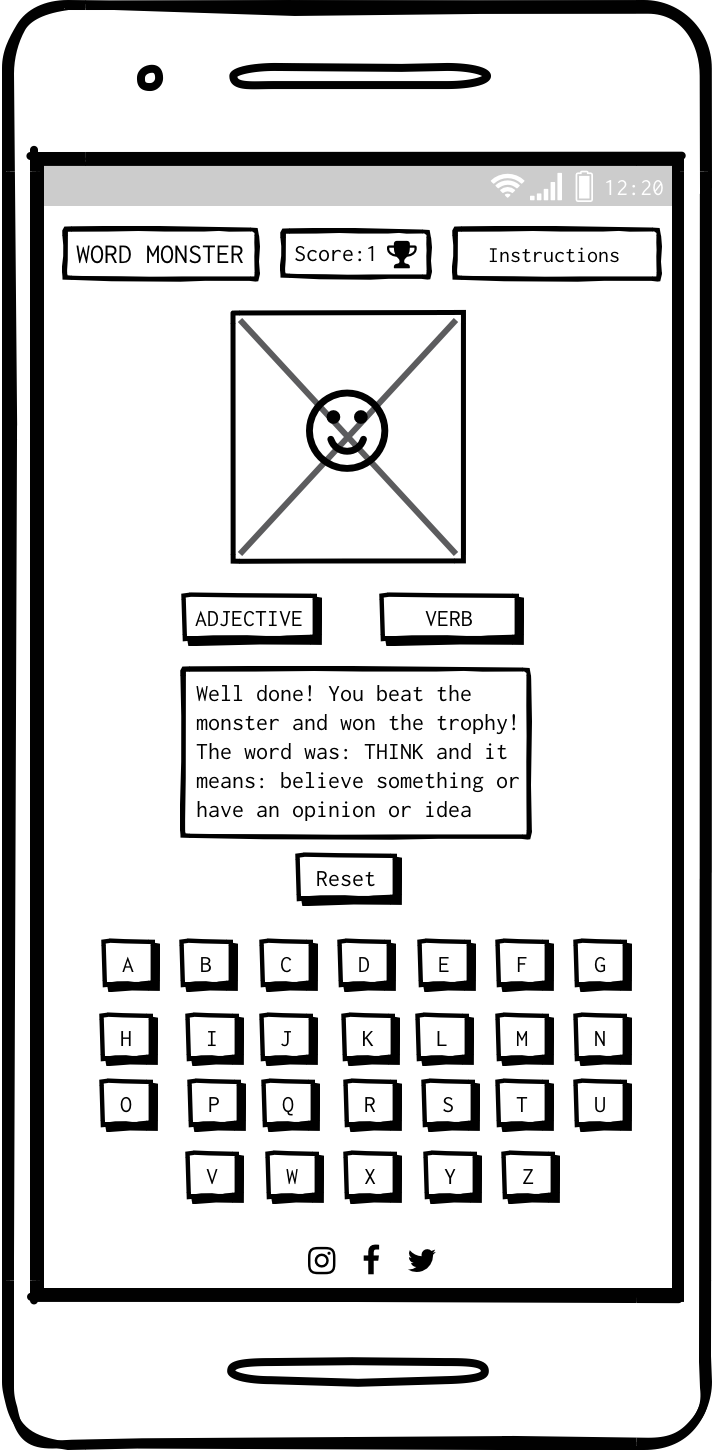 12:20
WORD MONSTER
Score:1
Instructions
ADJECTIVE
VERB
Well done! You beat the
monster and won the trophy!
The word was: THINK and it
means: believe something or
have an opinion or idea
Reset
A B C D E F G
H I J K L M N
O P Q R S T U
V W X Y Z